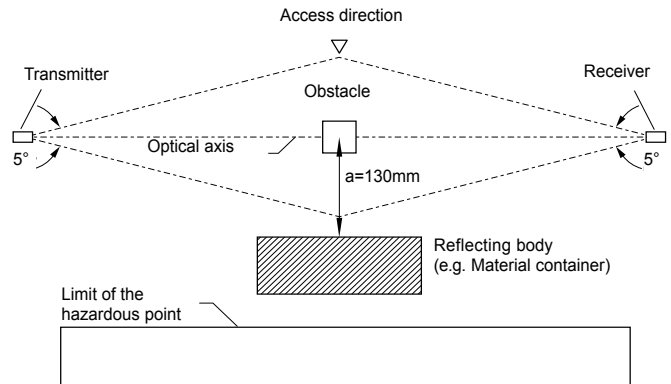 Access direction
Transmitter
Receiver
Obstacle
Optical axis
5°
5°
a=130mm
Reflecting body
(e.g. Material container)
Limit of the
hazardous point